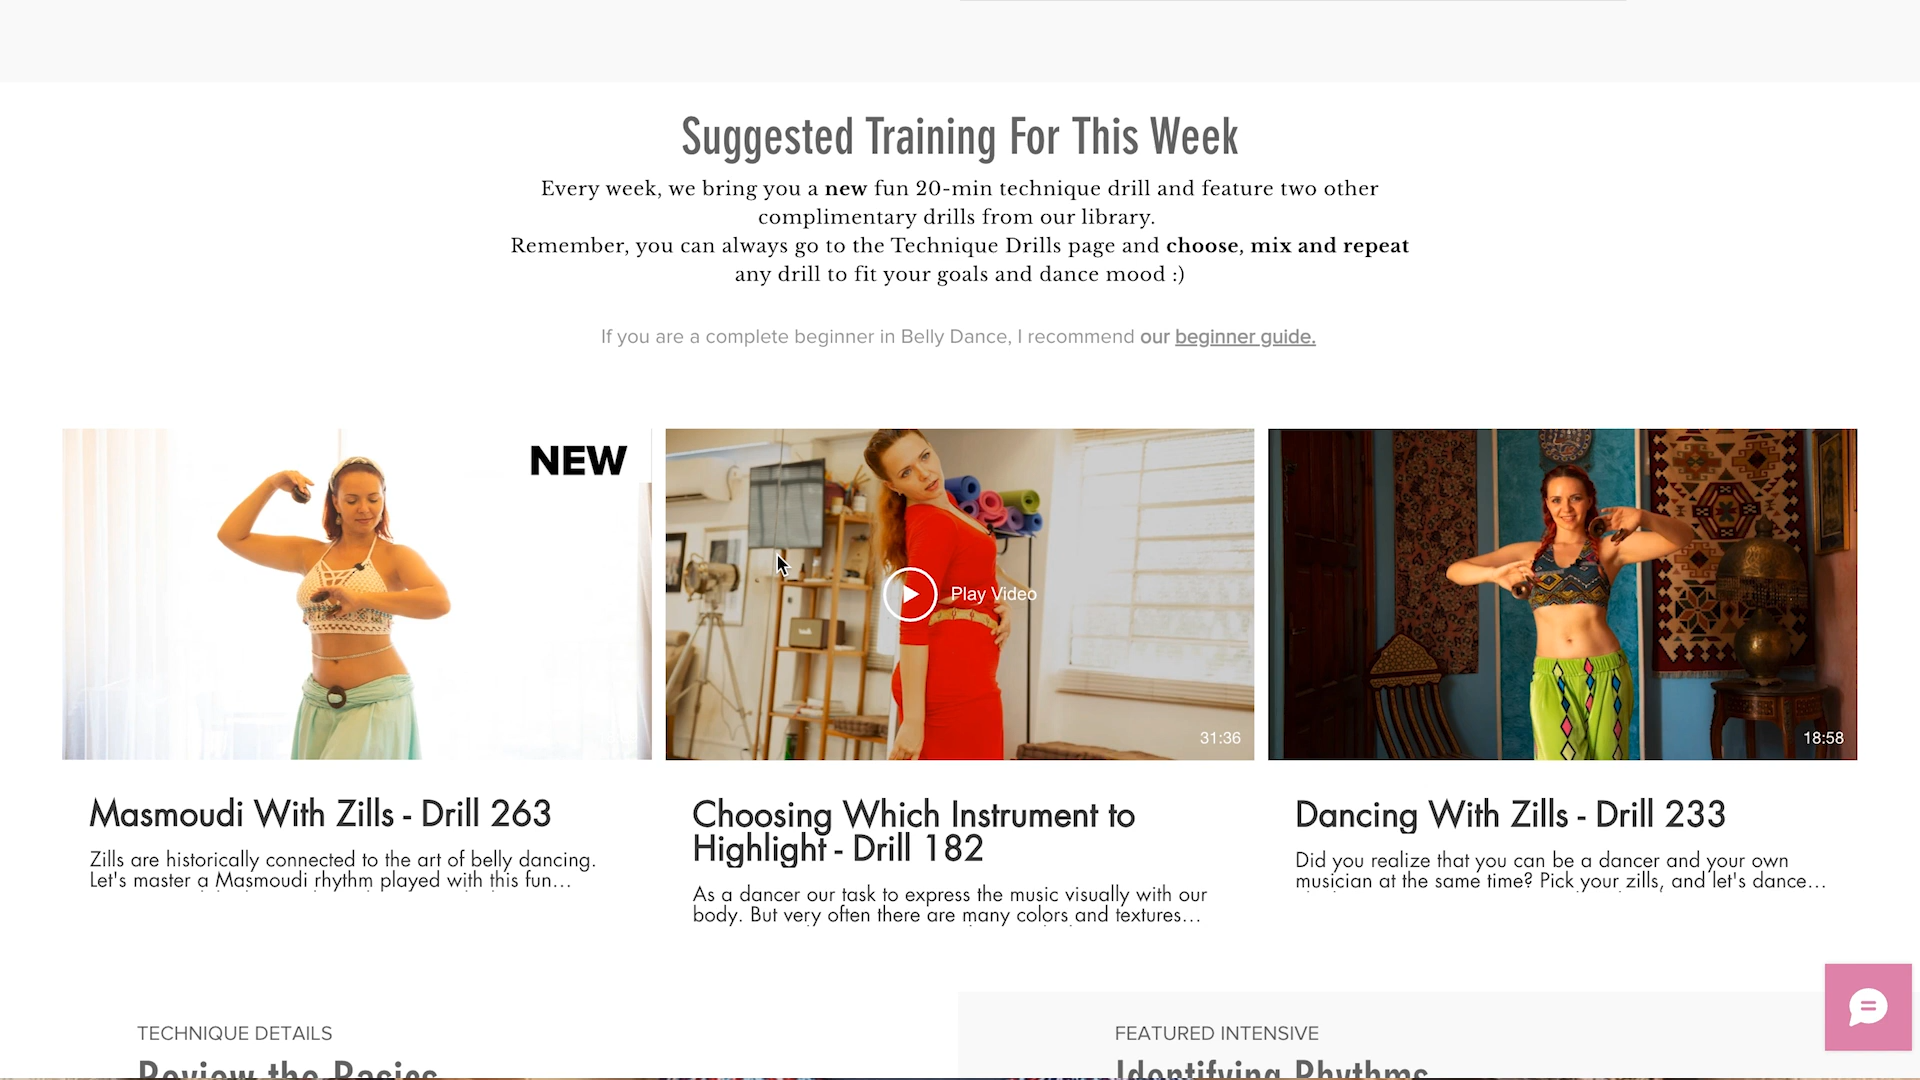 Suggested Training For This Week
Every week, we bring you a new fun 20-min technique drill and feature two other
complimentary drills from our library.
Remember, you can always go to the Technique Drills page and choose, mix and repeat
any drill to fit your goals and dance mood :)
If you are a complete beginner in Belly Dance, I recommend our beginner guide.
NEW
Play Video
31:36
18:58
Masmoudi With Zills - Drill 263
Zills are historically connected to the art of belly dancing.
Let's master a Masmoudi rhythm played with this fun...
Choosing Which Instrument to
Highlight - Drill 182
As a dancer our task to express the music visually with our
body. But very often there are many colors and textures...
Dancing With Zills - Drill 233
Did you realize that you can be a dancer and your own
musician at the same time? Pick your zills, and let's dance...
TECHNIQUE DETAILS
Review the Basics
FEATURED INTENSIVE
Identifying Rhythms